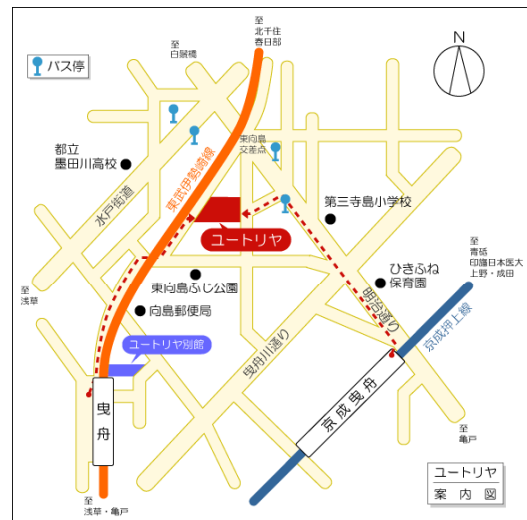 至
北千住
春日部
至
白鬚橋
N
バス停
東向島
交差点
都立
墨田川高校
東武伊勢崎線
水戸街道
第三寺島小学校
ユートリヤ
至
青砥
印旛日本医大
上野・成田
ひきふね
保育園
東向島ふじ公園
至
浅草
向島郵便局
明治通り
京成押上線
ユートリヤ別館
曳舟川通り
曳舟
京成曳舟
至
亀戸
ユートリヤ
案内図
至
浅草・亀戸